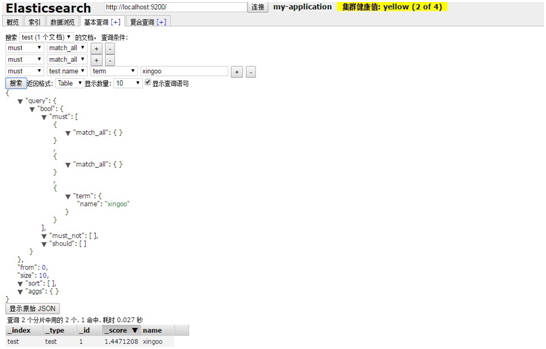 Elasticsearch http://localhost:9200/ 连接 my-application 集群健康值: yellow (2 of 4)
概览 索引 数据浏览 基本查询 [+] 复合查询 [+]
搜索 test (1 个文档) 的文档, 查询条件:
must match_all + -
must match_all + -
must test.name term xingoo + -
搜索 返回格式: Table 显示数量: 10 显示查询语句
{
▼ "query": {
▼ "bool": {
▼ "must": [
{
▼ "match_all": { }
}
,
{
▼ "match_all": { }
}
,
{
▼ "term": {
"name": "xingoo"
}
}
],
▼ "must_not": [ ],
▼ "should": [ ]
}
},
"from": 0,
"size": 10,
▼ "sort": [ ],
▼ "aggs": { }
}
显示原始 JSON
查询 2 个分片中用的 2 个. 1 命中. 耗时 0.027 秒
_index _type _id _score ▼ name
test test 1 1.4471208 xingoo